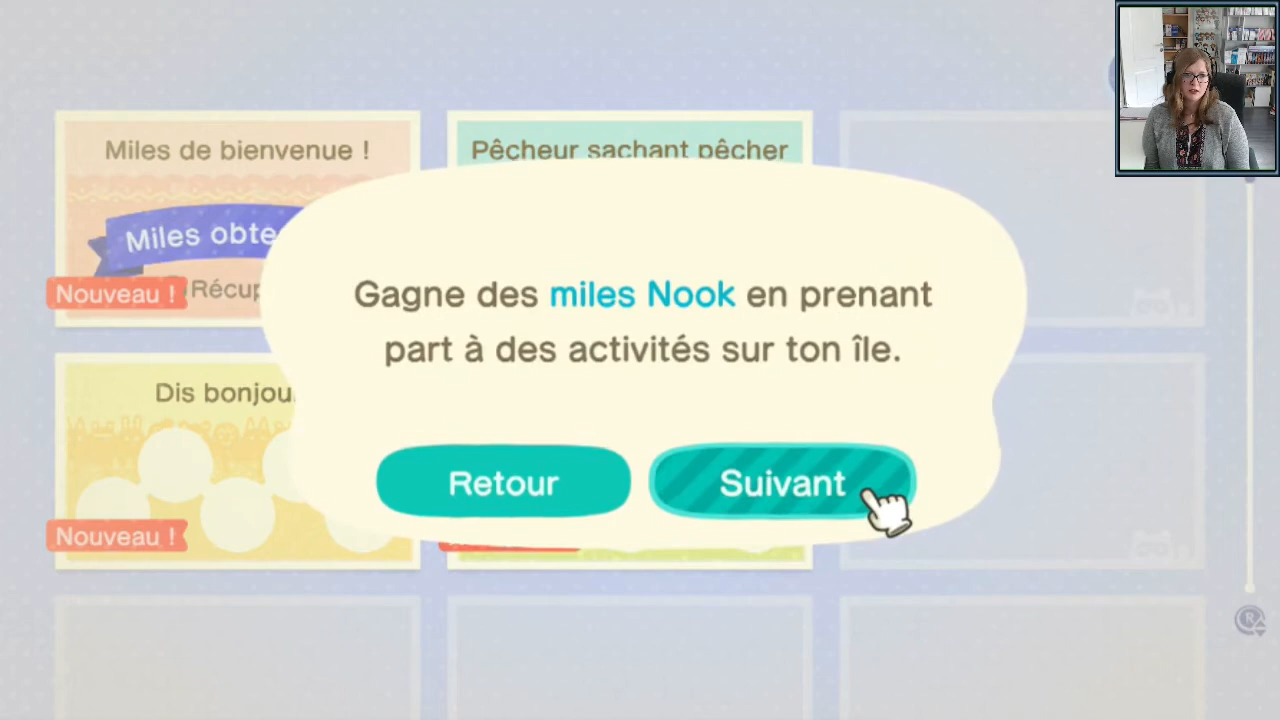 Miles de bienvenue !
Pêcheur sachant pêcher
Miles obte
Nouveau !
Récup
Gagne des miles Nook en prenant
part à des activités sur ton île.
Dis bonjou
Retour
Suivant
Nouveau !
R